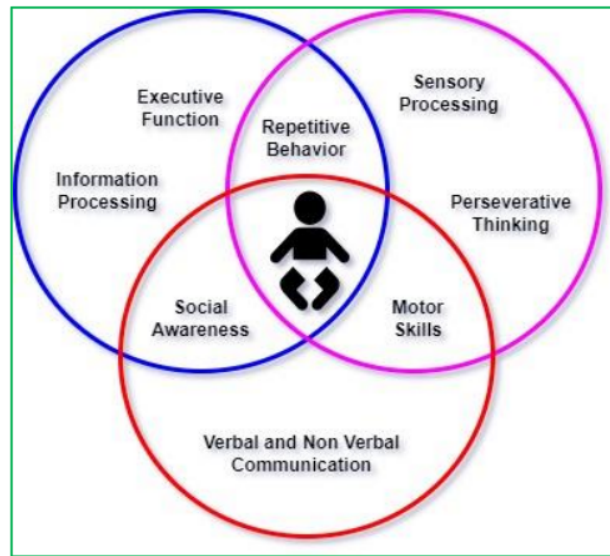 Executive
Function
Sensory
Processing
Repetitive
Behavior
Information
Processing
Perseverative
Thinking
Social
Awareness
Motor
Skills
Verbal and Non Verbal
Communication